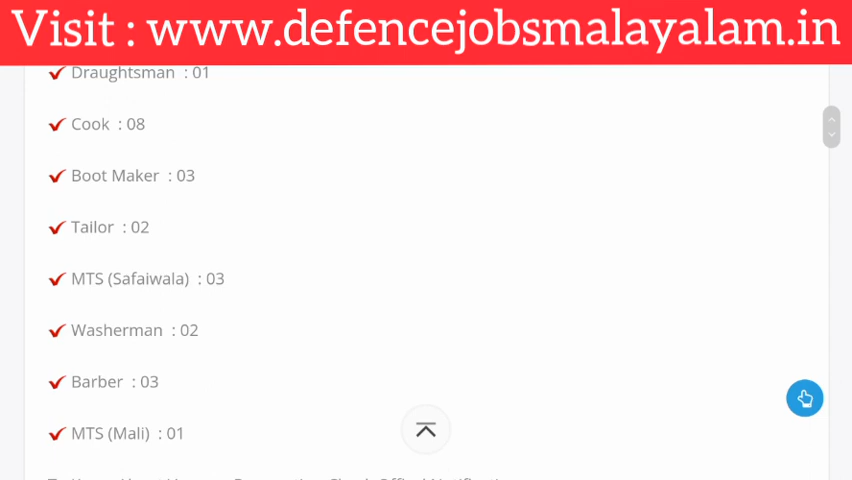 Visit : www.defencejobsmalayalam.in
Draughtsman : 01
Cook : 08
Boot Maker : 03
Tailor : 02
MTS (Safaiwala) : 03
Washerman : 02
Barber : 03
MTS (Mali) : 01